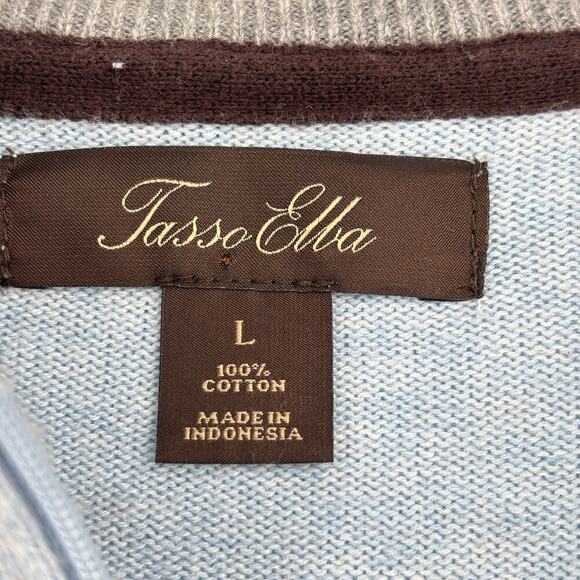 Tasso Elba
L
100%
COTTON
MADE IN
INDONESIA